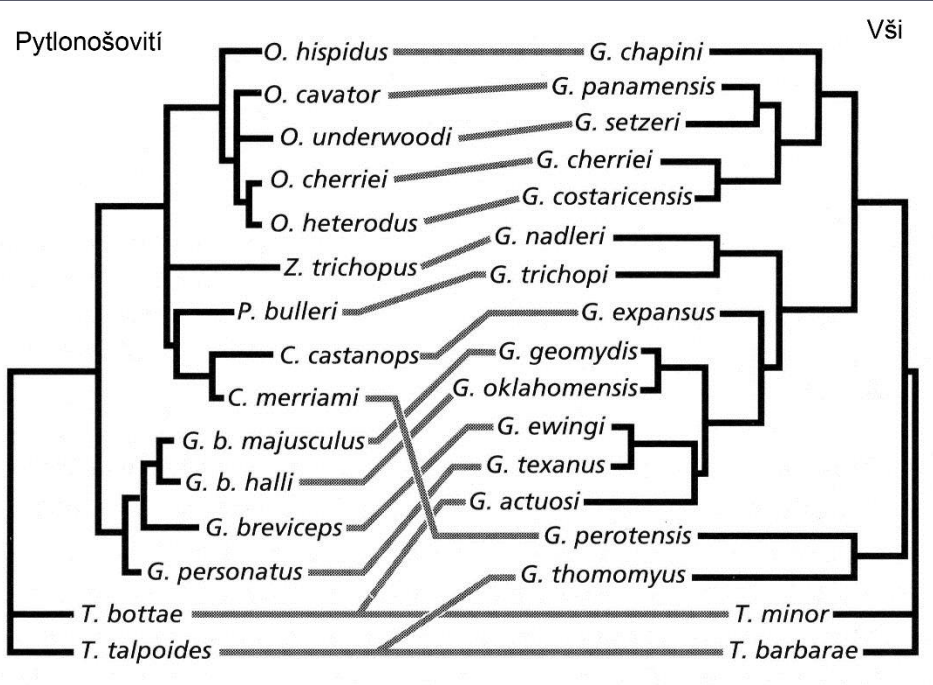 Pytlonošovití
Vši
O. hispidus G. chapini
O. cavator G. panamensis
O. underwoodi G. setzeri
O. cherriei G. cherriei
O. heterodus G. costaricensis
Z. trichopus G. nadleri
P. bulleri G. trichopi
C. castanops G. expansus
C. merriami G. geomydis
G. b. majusculus G. oklahomensis
G. b. halli G. ewingi
G. breviceps G. texanus
G. personatus G. actuosi
G. perotensis
G. thomomyus
T. bottae T. minor
T. talpoides T. barbarae